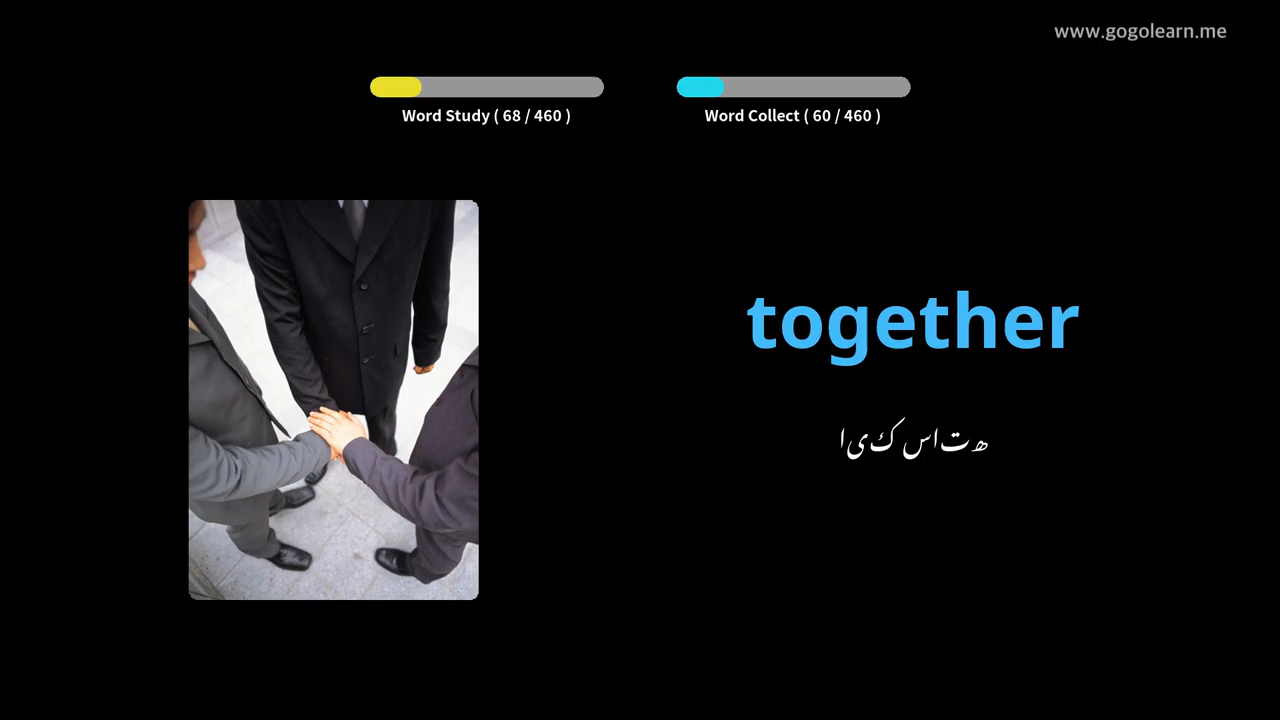 www.gogolearn.me
Word Study ( 68 / 460 )
Word Collect ( 60 / 460 )
together
ایک ساتھ